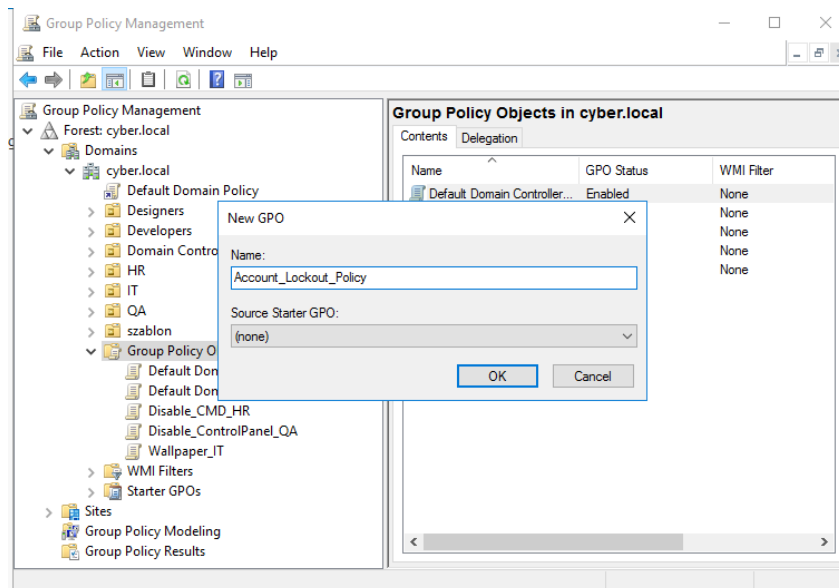 Group Policy Management
File Action View Window Help
Group Policy Management
Forest: cyber.local
Domains
cyber.local
Default Domain Policy
Designers
Developers
Domain Contro
HR
IT
QA
szablon
Group Policy O
Default Don
Default Don
Disable_CMD_HR
Disable_ControlPanel_QA
Wallpaper_IT
WMI Filters
Starter GPOs
Sites
Group Policy Modeling
Group Policy Results
Group Policy Objects in cyber.local
Contents Delegation
Name GPO Status WMI Filter
Default Domain Controller... Enabled None
None
None
None
None
New GPO
Name:
Account_Lockout_Policy
Source Starter GPO:
(none)
OK Cancel